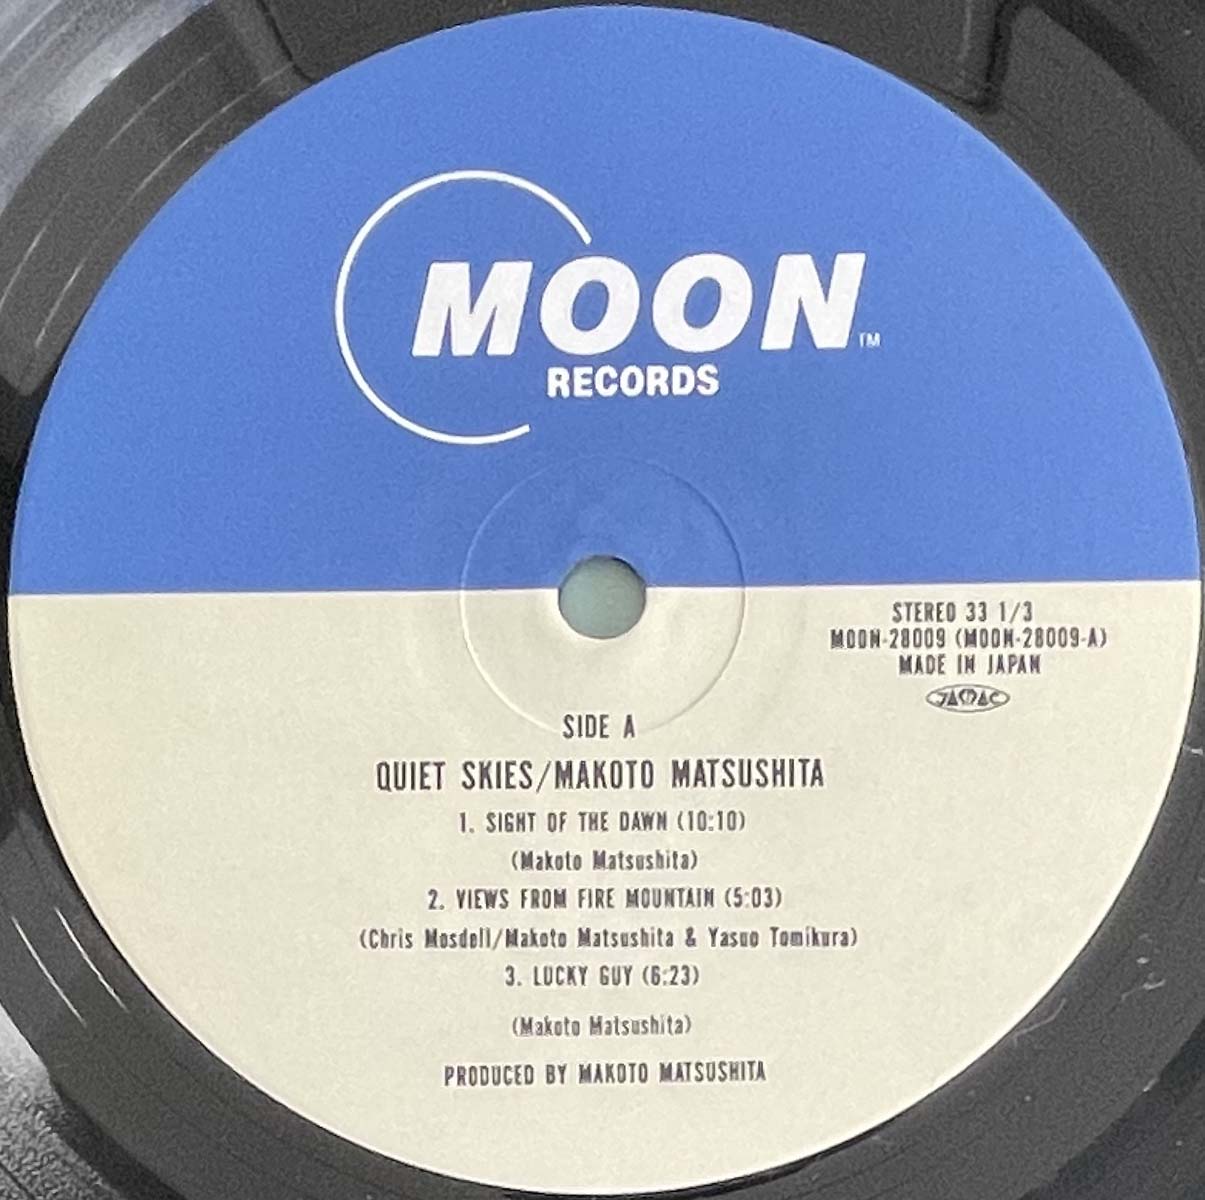 MOON TM
RECORDS
STEREO 33 1/3
MOON-28009 (MOON-28009-A)
MADE IN JAPAN
JASRAC
SIDE A
QUIET SKIES/MAKOTO MATSUSHITA
1. SIGHT OF THE DAWN (10:10)
(Makoto Matsushita)
2. VIEWS FROM FIRE MOUNTAIN (5:03)
(Chris Mosdell/Makoto Matsushita & Yasuo Tomikura)
3. LUCKY GUY (6:23)
(Makoto Matsushita)
PRODUCED BY MAKOTO MATSUSHITA